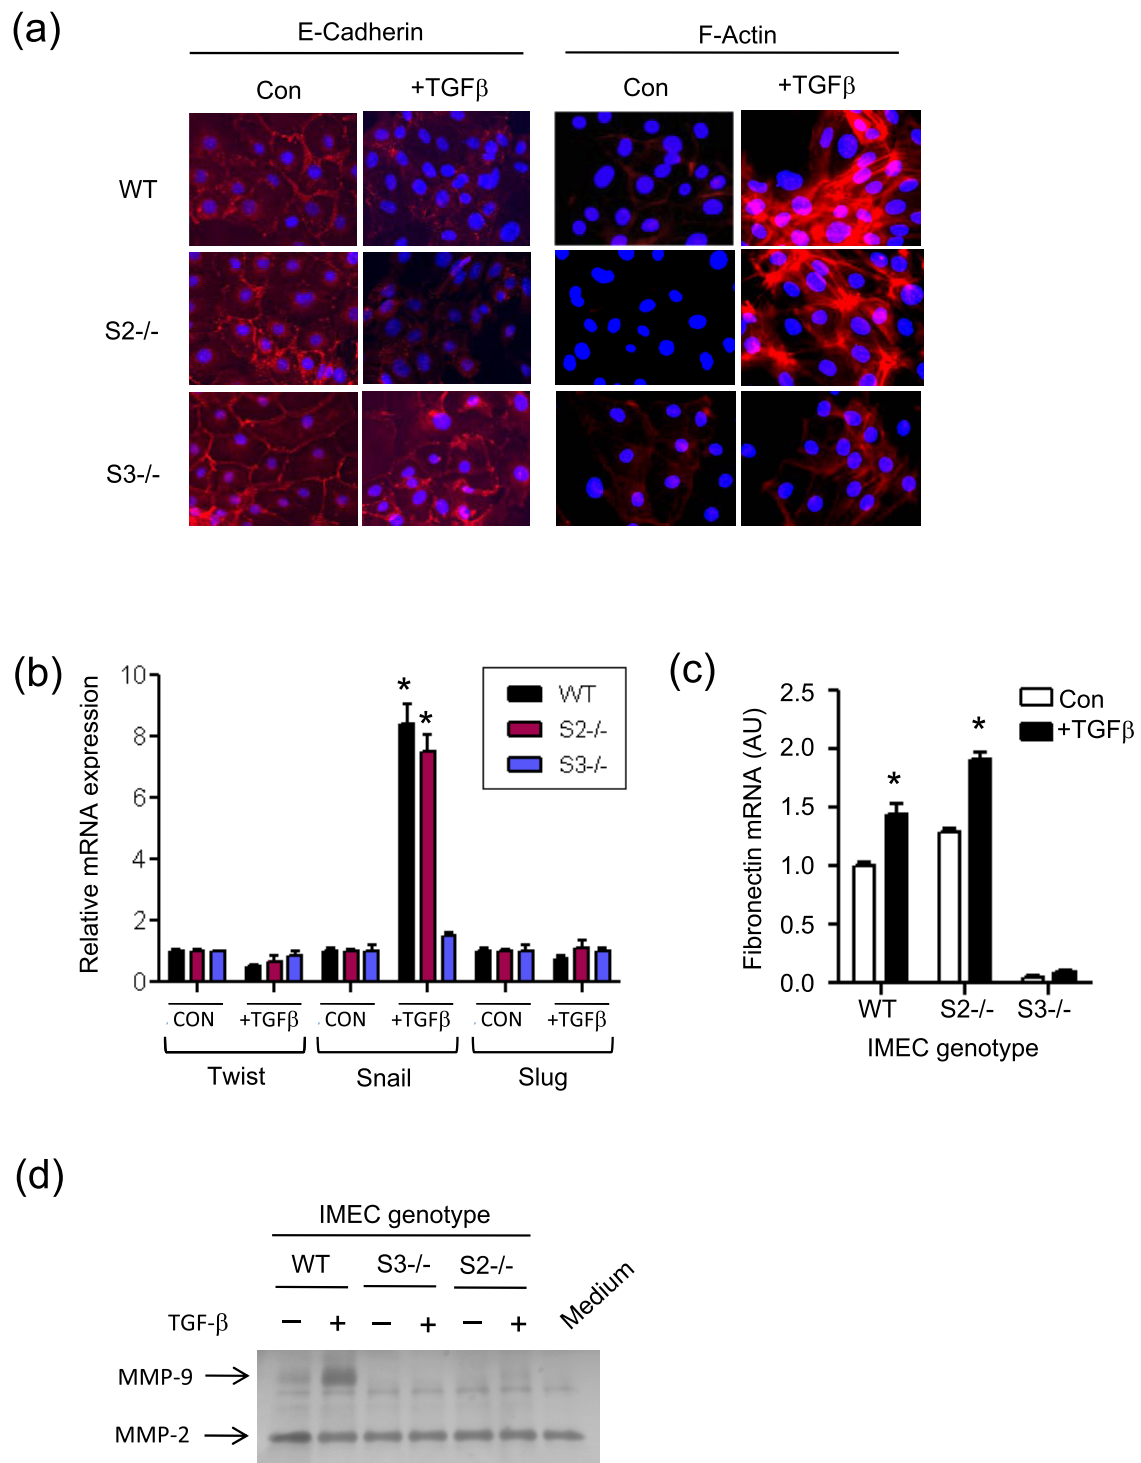 (a)
E-Cadherin
F-Actin
Con
+TGFβ
Con
+TGFβ
WT
S2-/-
S3-/-
(b)
Relative mRNA expression
10
8
6
4
2
0
*
*
WT
S2-/-
S3-/-
CON
+TGFβ
CON
+TGFβ
CON
+TGFβ
Twist
Snail
Slug
(c)
Fibronectin mRNA (AU)
2.5
2.0
1.5
1.0
0.5
0.0
*
*
Con
+TGFβ
WT
S2-/-
S3-/-
IMEC genotype
(d)
IMEC genotype
WT
S3-/-
S2-/-
Medium
TGF-β
− + − + − +
MMP-9
MMP-2